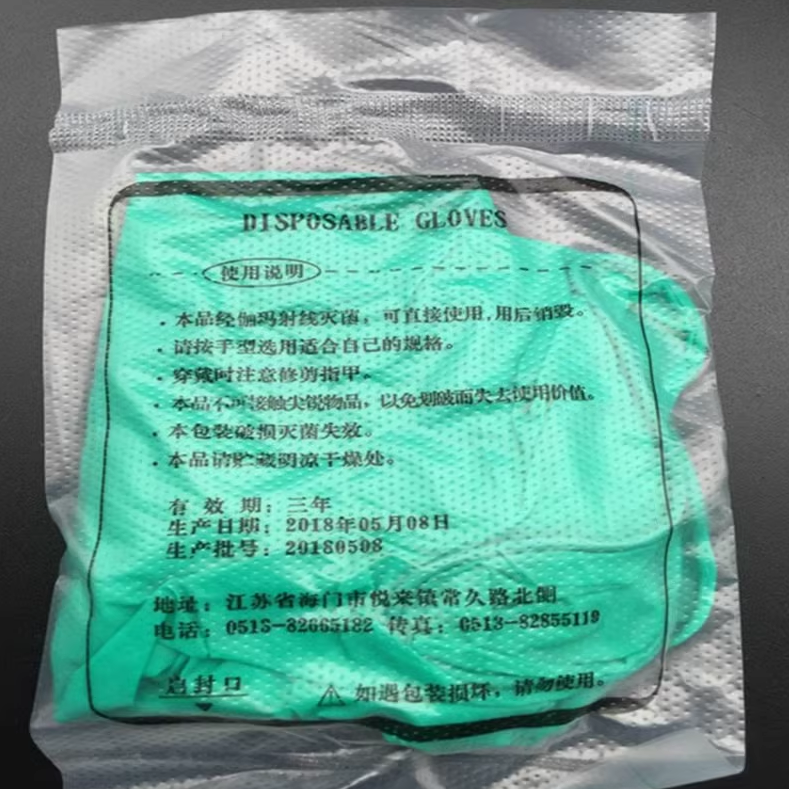 DISPOSABLE GLOVES
使用说明
·本品经伽玛射线灭菌，可直接使用,用后销毁。
·请按手型选用适合自己的规格。
·穿戴时注意修剪指甲。
·本品不可接触尖锐物品，以免划破而失去使用价值。
·本包装破损灭菌失效。
·本品请贮藏阴凉干燥处。
有 效 期：三年
生产日期：2018年05月08日
生产批号：20180508
地址：江苏省海门市悦来镇常久路北侧
电话：0513-82665182 传真：0513-82855119
启封口
⚠ 如遇包装损坏，请勿使用。